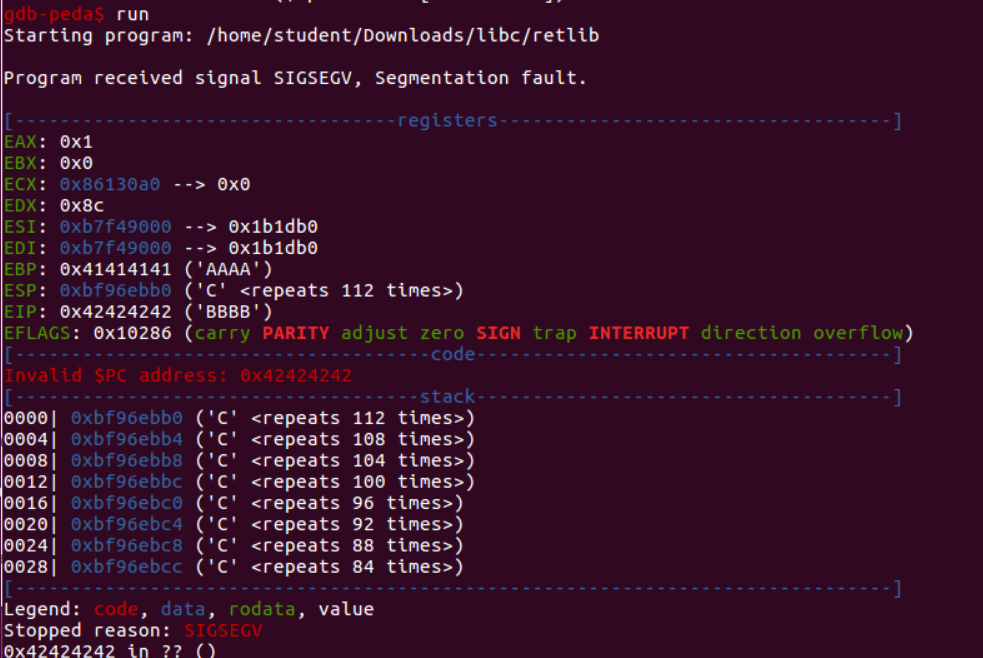 gdb-peda$ run
Starting program: /home/student/Downloads/libc/retlib
Program received signal SIGSEGV, Segmentation fault.
[----------------------------------registers-----------------------------------]
EAX: 0x1
EBX: 0x0
ECX: 0x86130a0 --> 0x0
EDX: 0x8c
ESI: 0xb7f49000 --> 0x1b1db0
EDI: 0xb7f49000 --> 0x1b1db0
EBP: 0x41414141 ('AAAA')
ESP: 0xbf96ebb0 ('C' <repeats 112 times>)
EIP: 0x42424242 ('BBBB')
EFLAGS: 0x10286 (carry PARITY adjust zero SIGN trap INTERRUPT direction overflow)
[-------------------------------------code-------------------------------------]
Invalid $PC address: 0x42424242
[------------------------------------stack-------------------------------------]
0000| 0xbf96ebb0 ('C' <repeats 112 times>)
0004| 0xbf96ebb4 ('C' <repeats 108 times>)
0008| 0xbf96ebb8 ('C' <repeats 104 times>)
0012| 0xbf96ebbc ('C' <repeats 100 times>)
0016| 0xbf96ebc0 ('C' <repeats 96 times>)
0020| 0xbf96ebc4 ('C' <repeats 92 times>)
0024| 0xbf96ebc8 ('C' <repeats 88 times>)
0028| 0xbf96ebcc ('C' <repeats 84 times>)
[------------------------------------------------------------------------------]
Legend: code, data, rodata, value
Stopped reason: SIGSEGV
0x42424242 in ?? ()